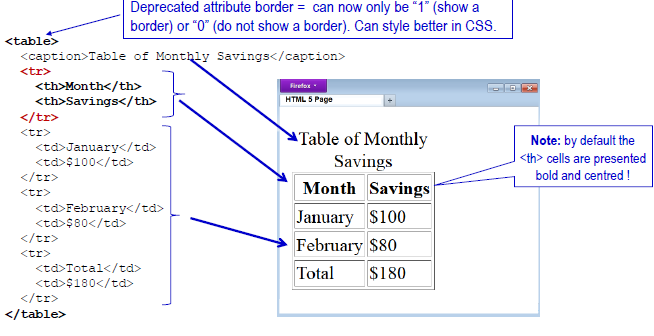 Deprecated attribute border = can now only be “1” (show a
border) or “0” (do not show a border). Can style better in CSS.
<table>
<caption>Table of Monthly Savings</caption>
<tr>
<th>Month</th>
<th>Savings</th>
</tr>
<tr>
<td>January</td>
<td>$100</td>
</tr>
<tr>
<td>February</td>
<td>$80</td>
</tr>
<tr>
<td>Total</td>
<td>$180</td>
</tr>
</table>
Firefox
HTML 5 Page
+
Table of Monthly
Savings
Month Savings
January $100
February $80
Total $180
Note: by default the
<th> cells are presented
bold and centred !